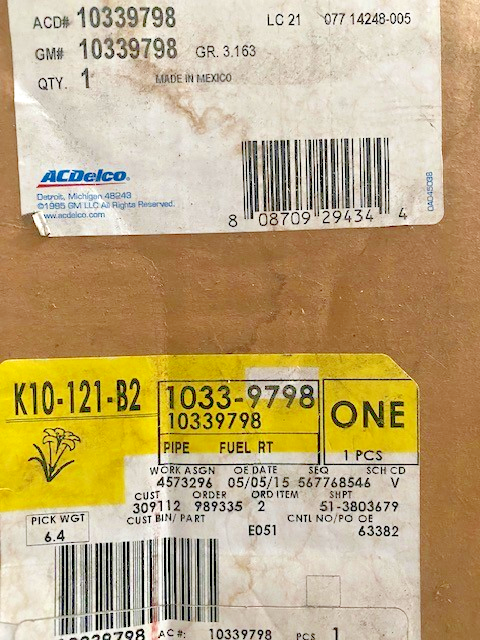 ACD# 10339798 LC 21 077 14248-005
GM# 10339798 GR. 3.163
QTY. 1 MADE IN MEXICO
ACDelco
Detroit, Michigan 48243
©1985 GM LLC All Rights Reserved.
www.acdelco.com
8 08709 29434 4
DA045036
K10-121-B2
1033-9798
10339798
PIPE FUEL RT
ONE
1 PCS
WORK ASGN OE DATE SEQ SCH CD
4573296 05/05/15 567768546 V
CUST ORDER ORD ITEM SHPT
309112 989335 2 51-3803679
PICK WGT
6.4
CUST BIN/ PART CNTL NO/PO OE
E051 63382
10339798 AC#: 10339798 PCS 1